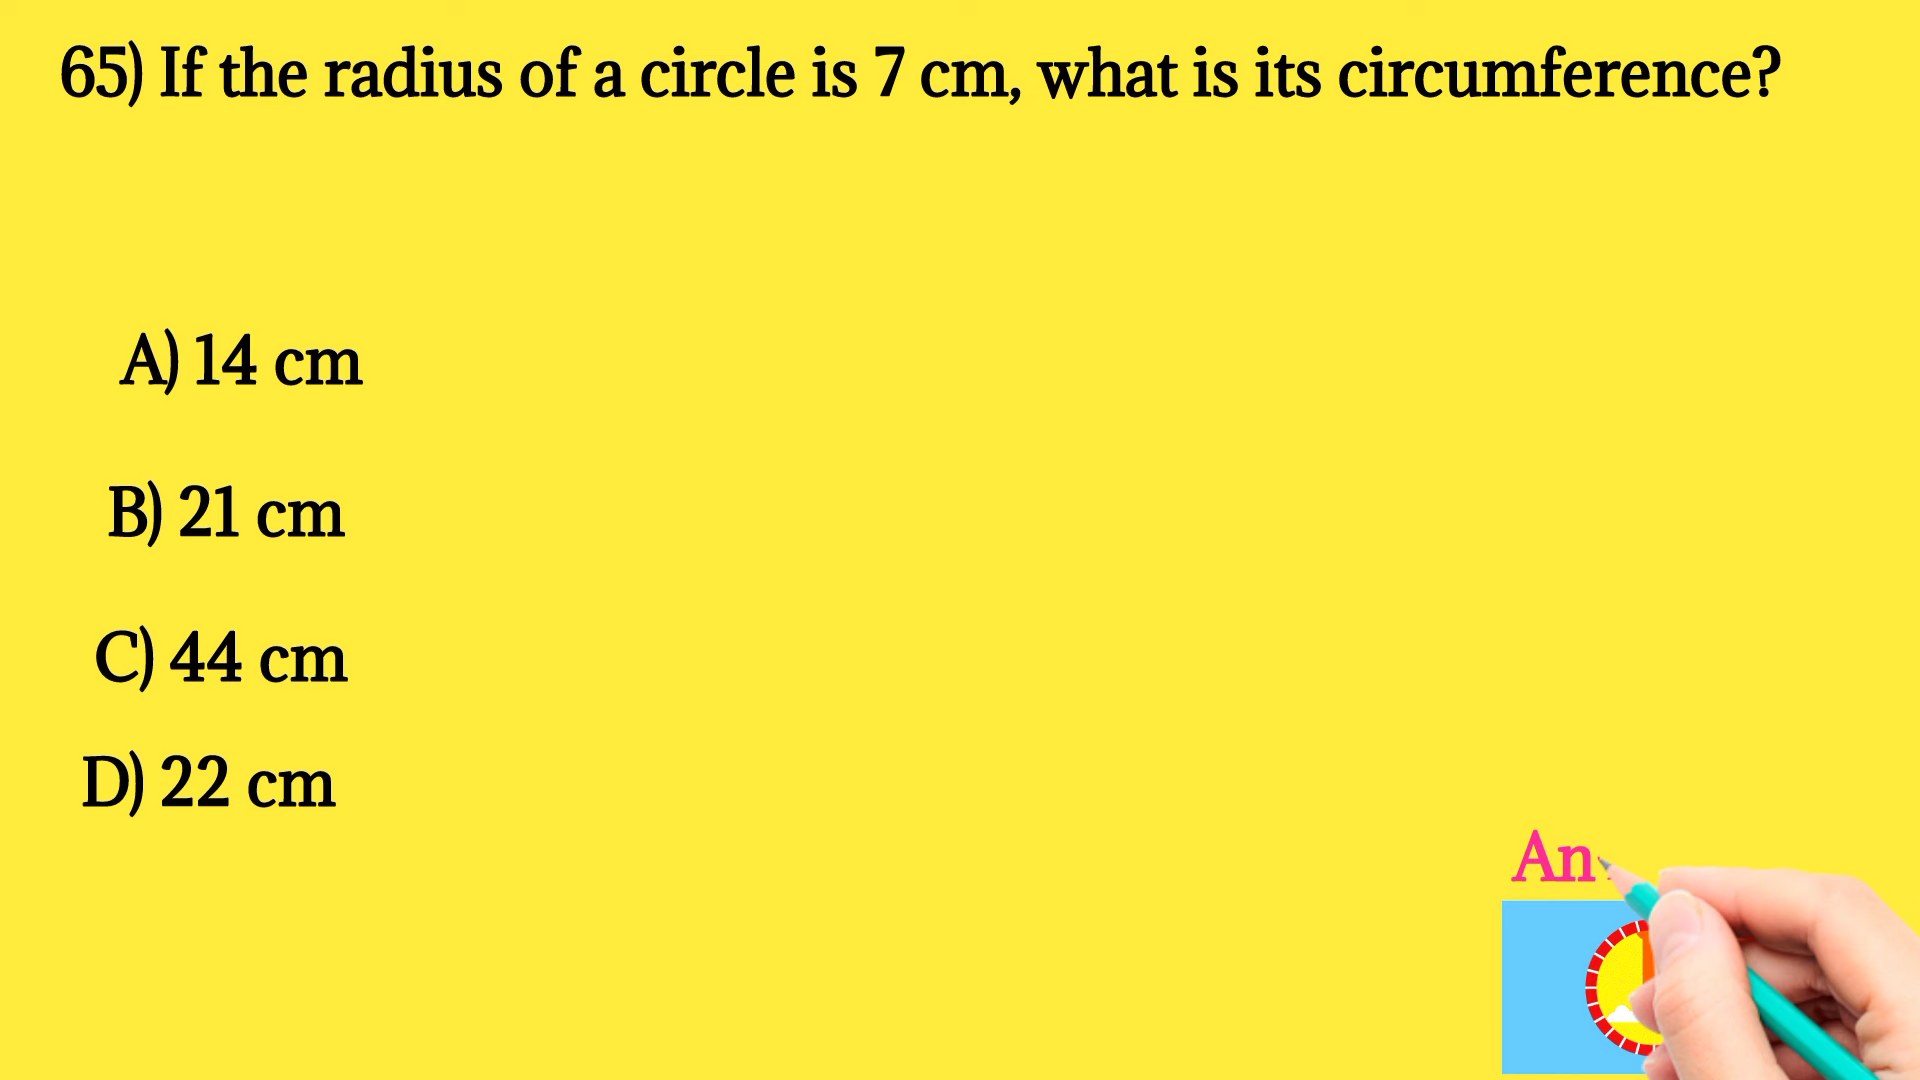 65) If the radius of a circle is 7 cm, what is its circumference?
A) 14 cm
B) 21 cm
C) 44 cm
D) 22 cm
An